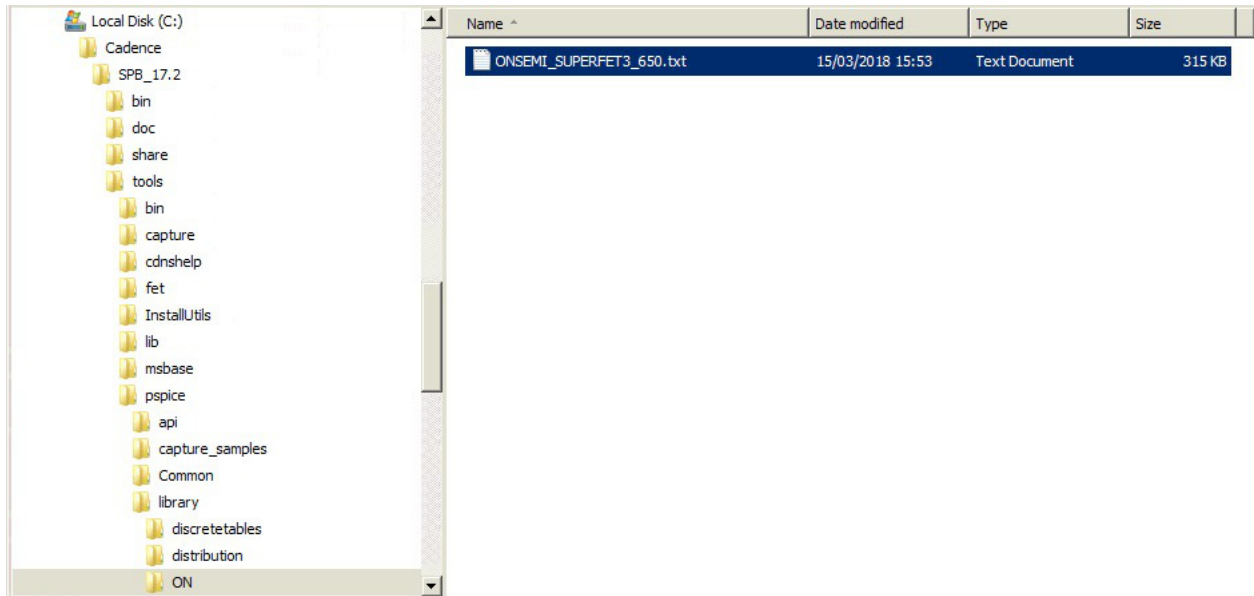 Local Disk (C:)
Cadence
SPB_17.2
bin
doc
share
tools
bin
capture
cdnshelp
fet
InstallUtils
lib
msbase
pspice
api
capture_samples
Common
library
discretetables
distribution
ON
Name Date modified Type Size
ONSEMI_SUPERFET3_650.txt 15/03/2018 15:53 Text Document 315 KB